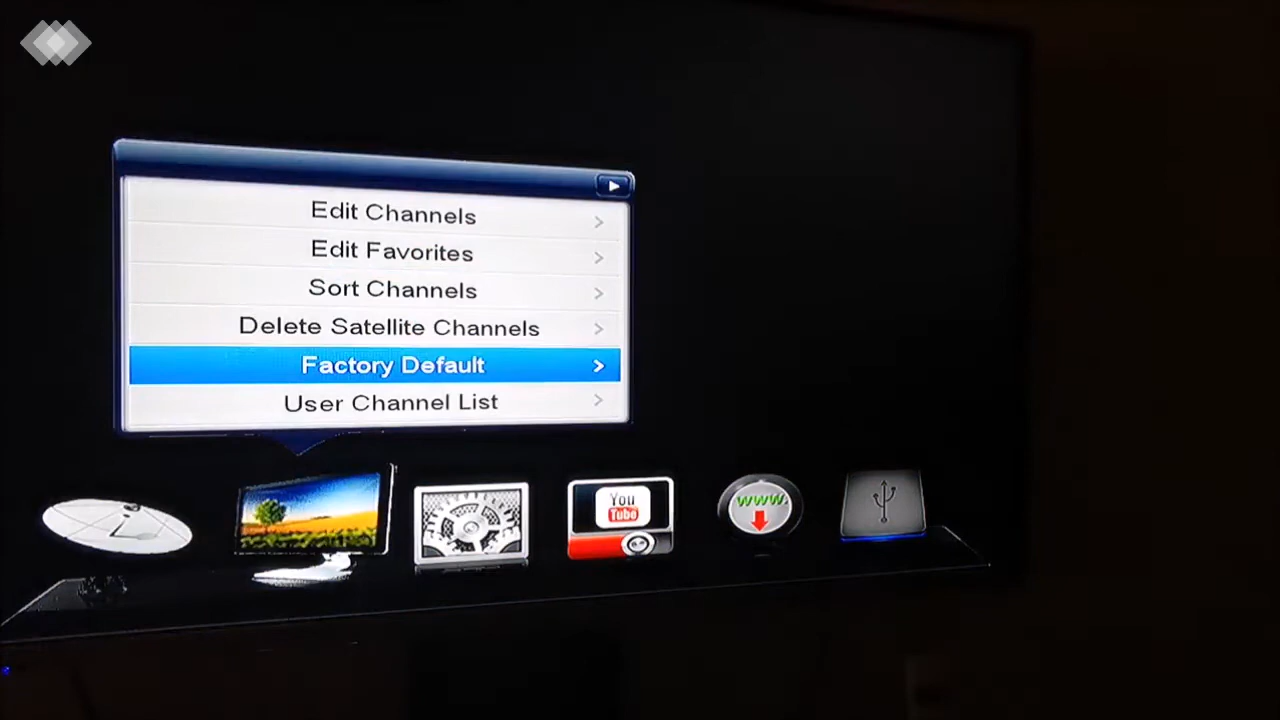 Edit Channels
Edit Favorites
Sort Channels
Delete Satellite Channels
Factory Default
User Channel List
You
Tube
www.